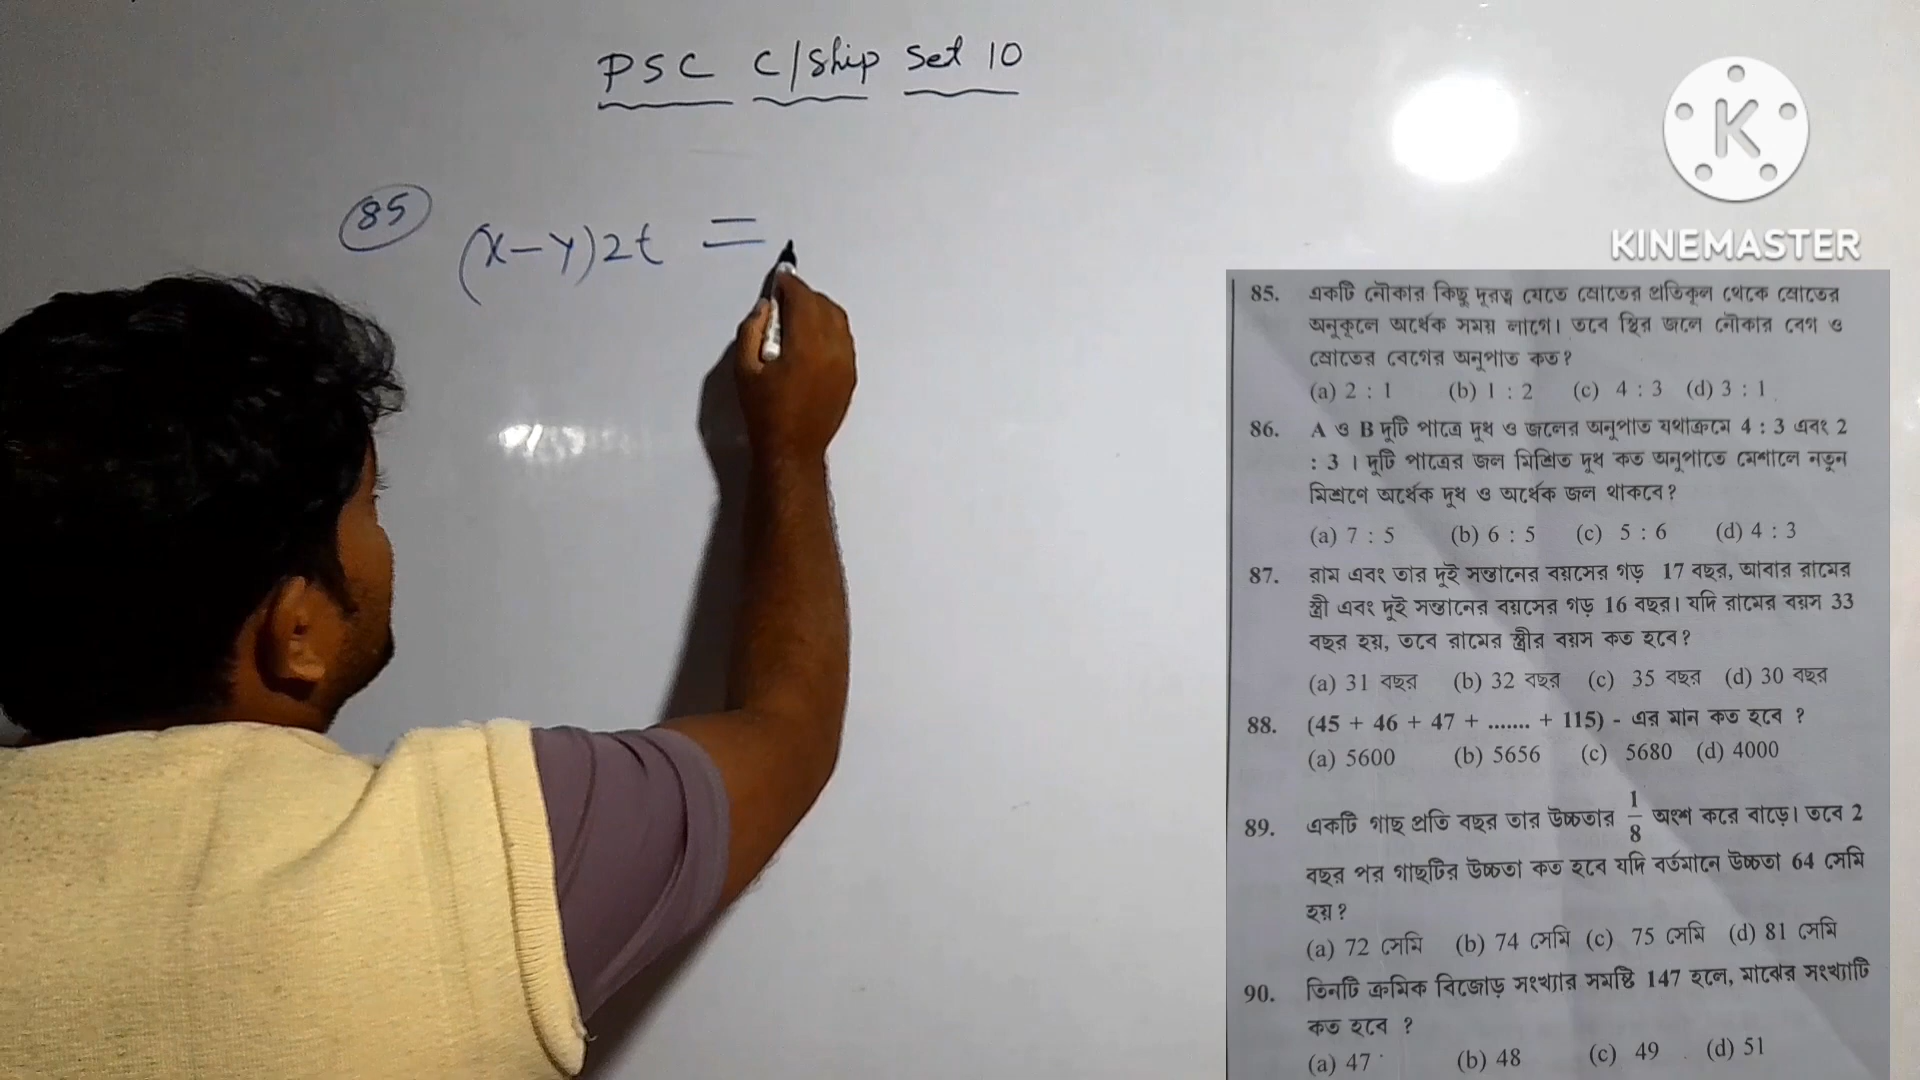 PSC C/Ship Set 10
85 (x-y)2t =
KINEMASTER
85. একটি নৌকার কিছু দূরত্ব যেতে স্রোতের প্রতিকূল থেকে স্রোতের
অনুকূলে অর্ধেক সময় লাগে। তবে স্থির জলে নৌকার বেগ ও
স্রোতের বেগের অনুপাত কত?
(a) 2 : 1 (b) 1 : 2 (c) 4 : 3 (d) 3 : 1
86. A ও B দুটি পাত্রে দুধ ও জলের অনুপাত যথাক্রমে 4 : 3 এবং 2
: 3 । দুটি পাত্রের জল মিশ্রিত দুধ কত অনুপাতে মেশালে নতুন
মিশ্রণে অর্ধেক দুধ ও অর্ধেক জল থাকবে?
(a) 7 : 5 (b) 6 : 5 (c) 5 : 6 (d) 4 : 3
87. রাম এবং তার দুই সন্তানের বয়সের গড় 17 বছর, আবার রামের
স্ত্রী এবং দুই সন্তানের বয়সের গড় 16 বছর। যদি রামের বয়স 33
বছর হয়, তবে রামের স্ত্রীর বয়স কত হবে?
(a) 31 বছর (b) 32 বছর (c) 35 বছর (d) 30 বছর
88. (45 + 46 + 47 + ....... + 115) - এর মান কত হবে ?
(a) 5600 (b) 5656 (c) 5680 (d) 4000
89. একটি গাছ প্রতি বছর তার উচ্চতার 1/8 অংশ করে বাড়ে। তবে 2
বছর পর গাছটির উচ্চতা কত হবে যদি বর্তমানে উচ্চতা 64 সেমি
হয়?
(a) 72 সেমি (b) 74 সেমি (c) 75 সেমি (d) 81 সেমি
90. তিনটি ক্রমিক বিজোড় সংখ্যার সমষ্টি 147 হলে, মাঝের সংখ্যাটি
কত হবে ?
(a) 47 (b) 48 (c) 49 (d) 51